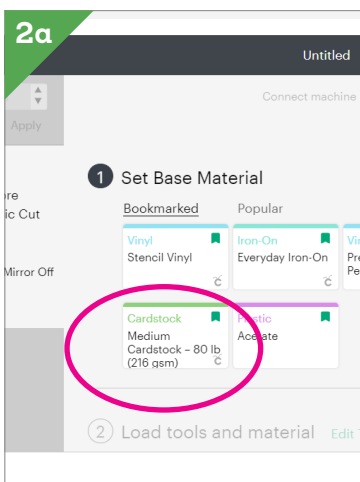 2a
Untitled
Connect machine
Apply
1 Set Base Material
ore
ic Cut
Bookmarked Popular
Mirror Off
Vinyl
Stencil Vinyl
Iron-On
Everyday Iron-On
Vi
Pre
Pe
Cardstock
Medium
Cardstock – 80 lb
(216 gsm)
Plastic
Acetate
2 Load tools and material Edit